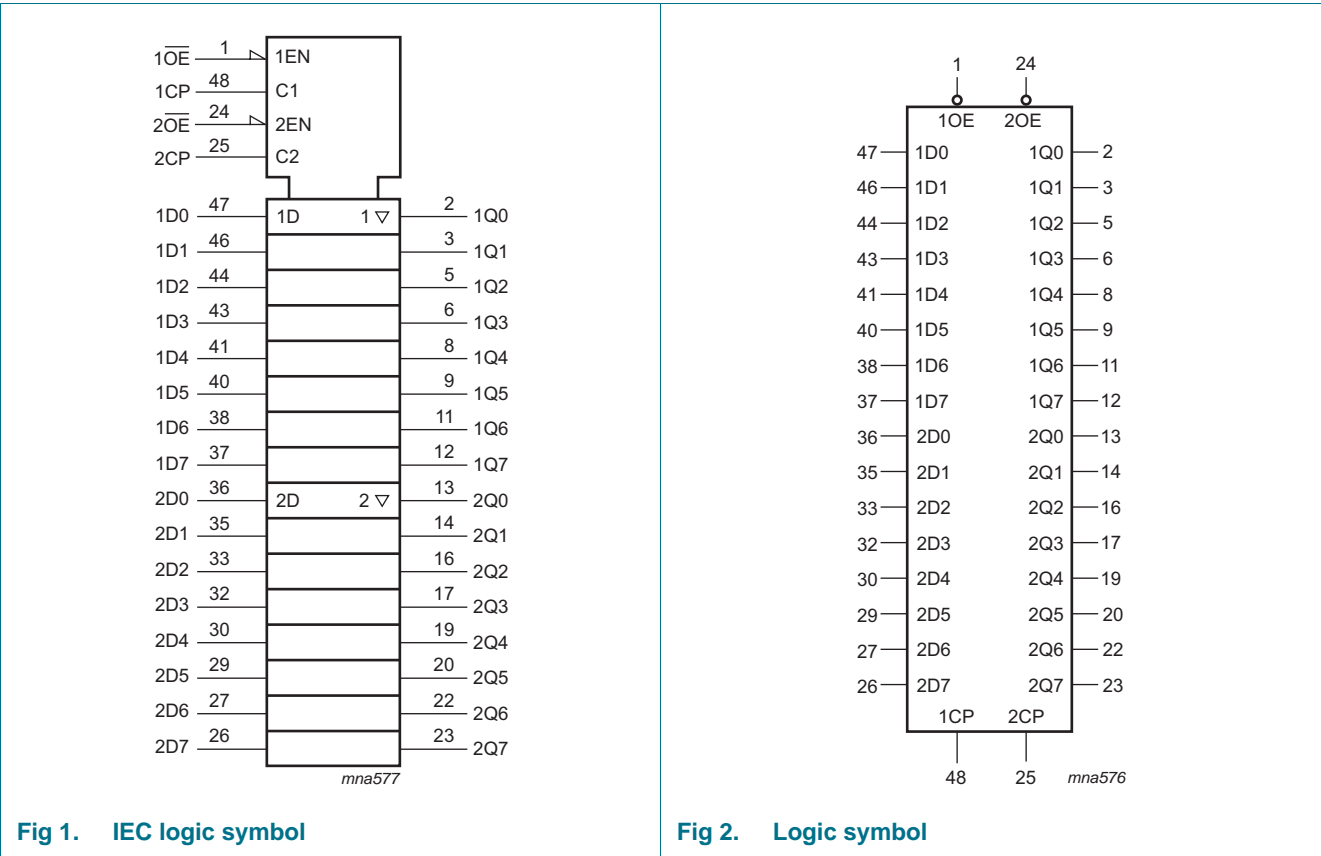 1OE 1 1EN
1CP 48 C1
2OE 24 2EN
2CP 25 C2
1D0 47 1D 1 ▽ 2 1Q0
1D1 46 3 1Q1
1D2 44 5 1Q2
1D3 43 6 1Q3
1D4 41 8 1Q4
1D5 40 9 1Q5
1D6 38 11 1Q6
1D7 37 12 1Q7
2D0 36 2D 2 ▽ 13 2Q0
2D1 35 14 2Q1
2D2 33 16 2Q2
2D3 32 17 2Q3
2D4 30 19 2Q4
2D5 29 20 2Q5
2D6 27 22 2Q6
2D7 26 23 2Q7
mna577
Fig 1. IEC logic symbol
1 24
1OE 2OE
47 1D0 1Q0 2
46 1D1 1Q1 3
44 1D2 1Q2 5
43 1D3 1Q3 6
41 1D4 1Q4 8
40 1D5 1Q5 9
38 1D6 1Q6 11
37 1D7 1Q7 12
36 2D0 2Q0 13
35 2D1 2Q1 14
33 2D2 2Q2 16
32 2D3 2Q3 17
30 2D4 2Q4 19
29 2D5 2Q5 20
27 2D6 2Q6 22
26 2D7 2Q7 23
1CP 2CP
48 25 mna576
Fig 2. Logic symbol